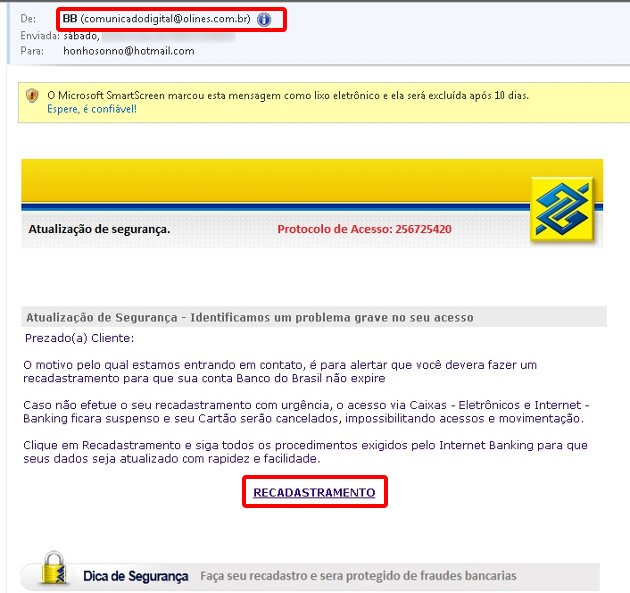 De: BB (comunicadodigital@olines.com.br)
Enviada: sábado,
Para: honhosonno@hotmail.com
O Microsoft SmartScreen marcou esta mensagem como lixo eletrônico e ela será excluída após 10 dias.
Espere, é confiável!
Atualização de segurança. Protocolo de Acesso: 256725420
Atualização de Segurança - Identificamos um problema grave no seu acesso
Prezado(a) Cliente:
O motivo pelo qual estamos entrando em contato, é para alertar que você devera fazer um
recadastramento para que sua conta Banco do Brasil não expire
Caso não efetue o seu recadastramento com urgência, o acesso via Caixas - Eletrônicos e Internet -
Banking ficara suspenso e seu Cartão serão cancelados, impossibilitando acessos e movimentação.
Clique em Recadastramento e siga todos os procedimentos exigidos pelo Internet Banking para que
seus dados seja atualizado com rapidez e facilidade.
RECADASTRAMENTO
Dica de Segurança Faça seu recadastro e sera protegido de fraudes bancarias